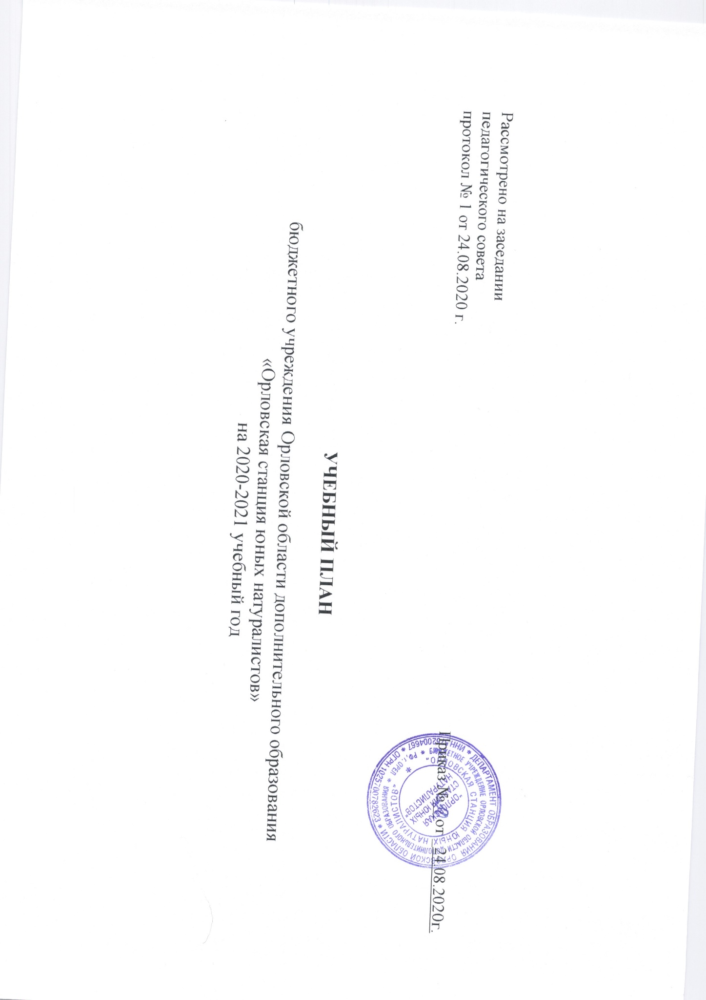 Рассмотрено на заседании
педагогического совета
протокол № 1 от 24.08.2020 г.
Приказ № от 24.08.2020г.
ДЕПАРТАМЕНТ ОБРАЗОВАНИЯ ОРЛОВСКОЙ ОБЛАСТИ * ОГРН 1025700782623 * ИНН
БЮДЖЕТНОЕ УЧРЕЖДЕНИЕ ОРЛОВСКОЙ ОБЛАСТИ ДОПОЛНИТЕЛЬНОГО ОБРАЗОВАНИЯ * РФ, г. ОРЕЛ *
"ОРЛОВСКАЯ СТАНЦИЯ ЮНЫХ НАТУРАЛИСТОВ"
"ОРЛОВСКАЯ
СТАНЦИЯ ЮНЫХ
НАТУРАЛИСТОВ"
УЧЕБНЫЙ ПЛАН
бюджетного учреждения Орловской области дополнительного образования
«Орловская станция юных натуралистов»
на 2020-2021 учебный год